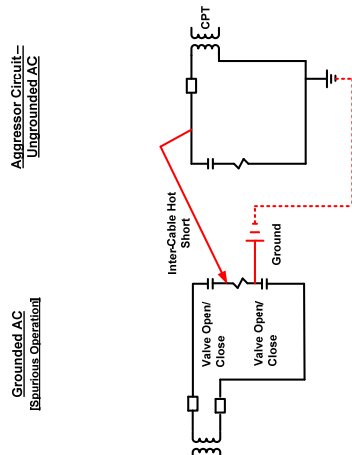 CPT
Aggressor Circuit–
Ungrounded AC
Inter-Cable Hot
Short
Ground
Grounded AC
[Spurious Operation]
Valve Open/
Close
Valve Open/
Close